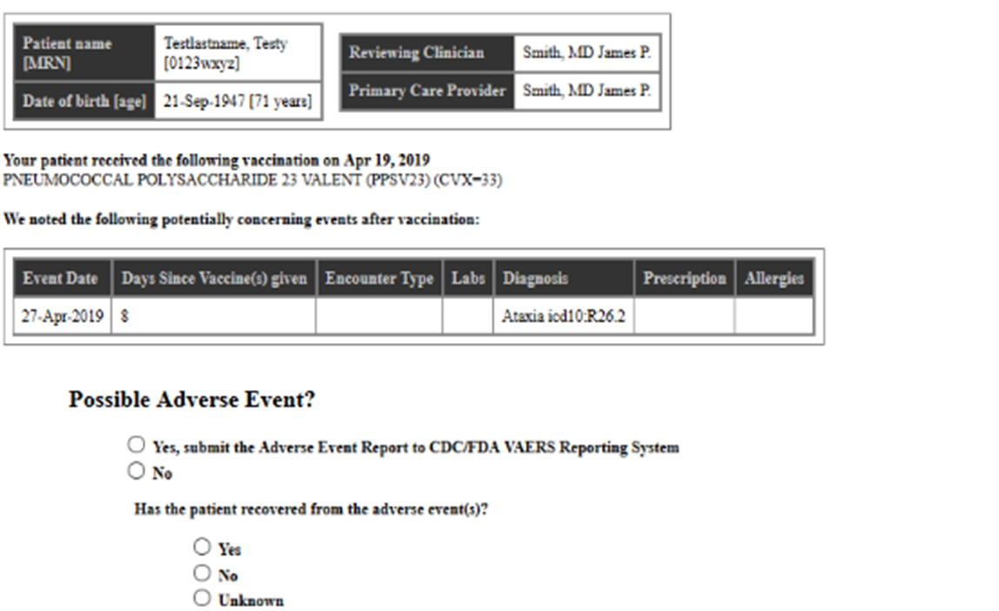 Patient name
[MRN]
Testlastname, Testy
[0123wxyz]
Date of birth [age]
21-Sep-1947 [71 years]
Reviewing Clinician
Smith, MD James P.
Primary Care Provider
Smith, MD James P.
Your patient received the following vaccination on Apr 19, 2019
PNEUMOCOCCAL POLYSACCHARIDE 23 VALENT (PPSV23) (CVX=33)
We noted the following potentially concerning events after vaccination:
Event Date Days Since Vaccine(s) given Encounter Type Labs Diagnosis Prescription Allergies
27-Apr-2019 8 Ataxia icd10:R26.2
Possible Adverse Event?
Yes, submit the Adverse Event Report to CDC/FDA VAERS Reporting System
No
Has the patient recovered from the adverse event(s)?
Yes
No
Unknown